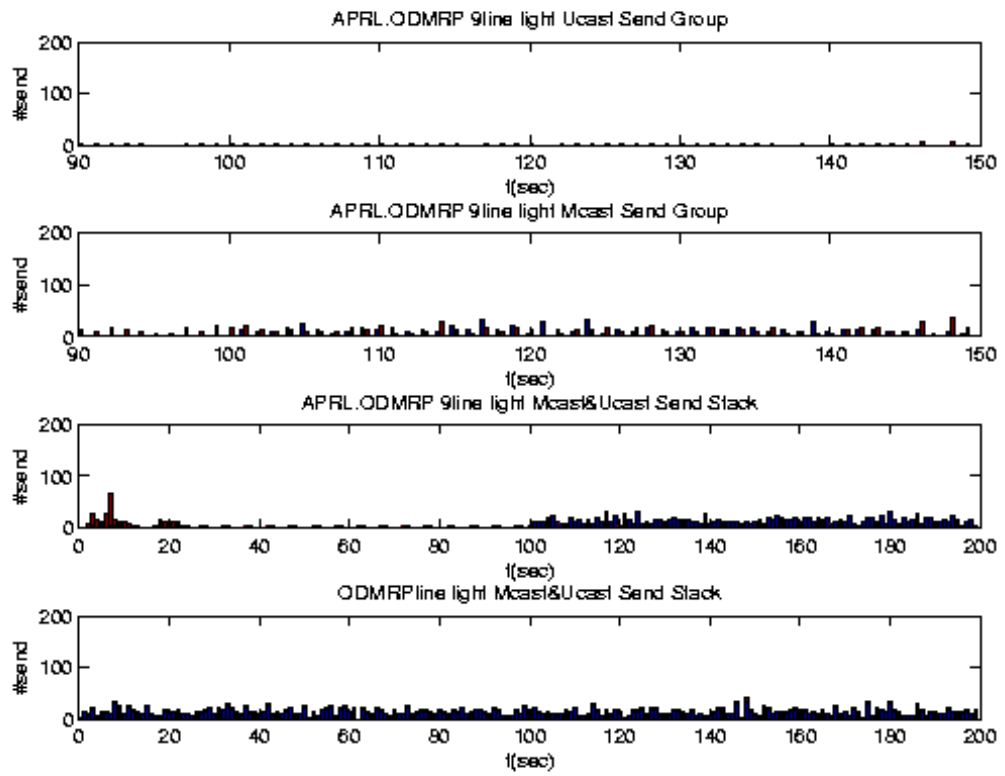 APRL.ODMRP 9line light Ucast Send Group
200
100
0
#send
90 100 110 120 130 140 150
t(sec)
APRL.ODMRP 9line light Mcast Send Group
200
100
0
#send
90 100 110 120 130 140 150
t(sec)
APRL.ODMRP 9line light Mcast&Ucast Send Stack
200
100
0
#send
0 20 40 60 80 100 120 140 160 180 200
t(sec)
ODMRPline light Mcast&Ucast Send Stack
200
100
0
#send
0 20 40 60 80 100 120 140 160 180 200
t(sec)